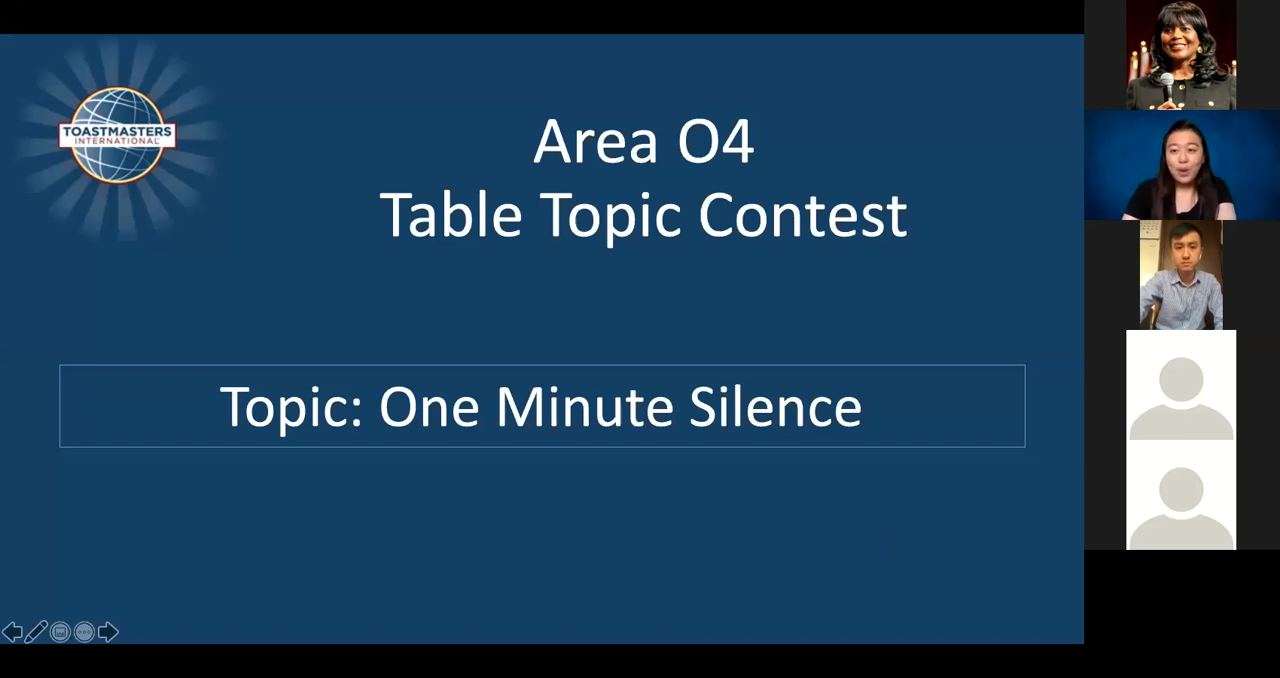 TOASTMASTERS
INTERNATIONAL
Area O4
Table Topic Contest
Topic: One Minute Silence